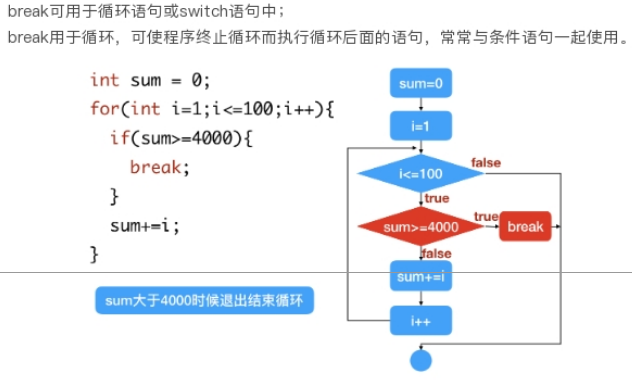 break可用于循环语句或switch语句中；
break用于循环，可使程序终止循环而执行循环后面的语句，常常与条件语句一起使用。
int sum = 0;
for(int i=1;i<=100;i++){
if(sum>=4000){
break;
}
sum+=i;
}
sum大于4000时候退出结束循环
sum=0
i=1
i<=100
false
true
sum>=4000
true
break
false
sum+=i
i++